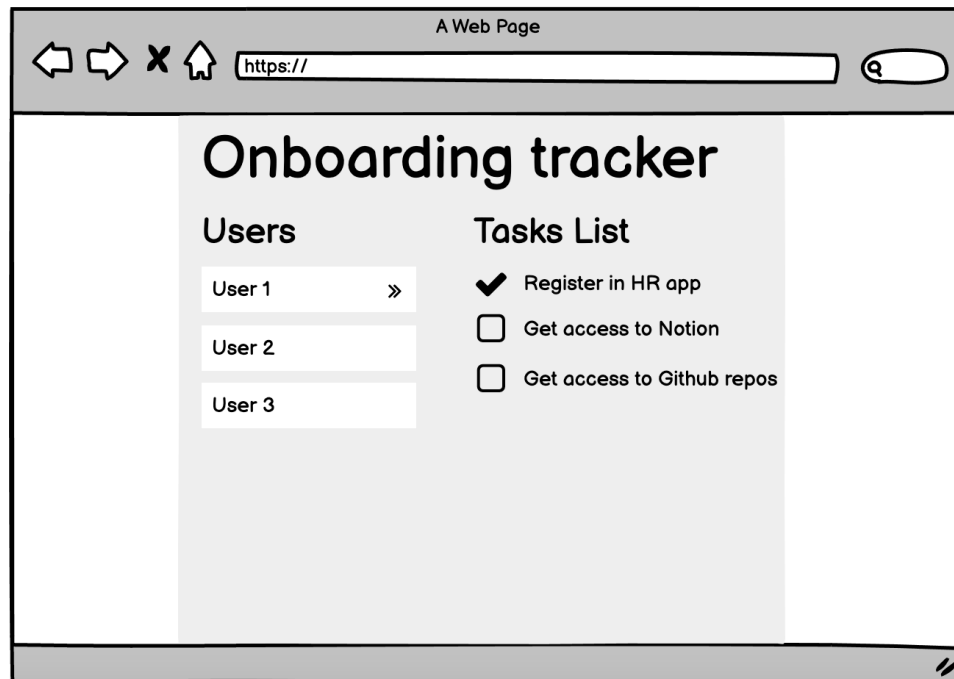 A Web Page
https://
Onboarding tracker
Users
User 1
User 2
User 3
Tasks List
Register in HR app
Get access to Notion
Get access to Github repos